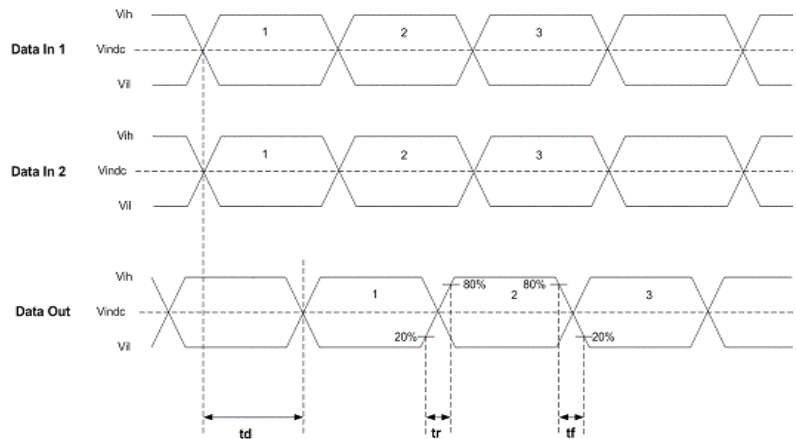 Vih
1 2 3
Data In 1 Vindc
Vil
Vih
1 2 3
Data In 2 Vindc
Vil
Vih
80% 80%
1 2 3
Data Out Vindc
20% 20%
Vil
td tr tf